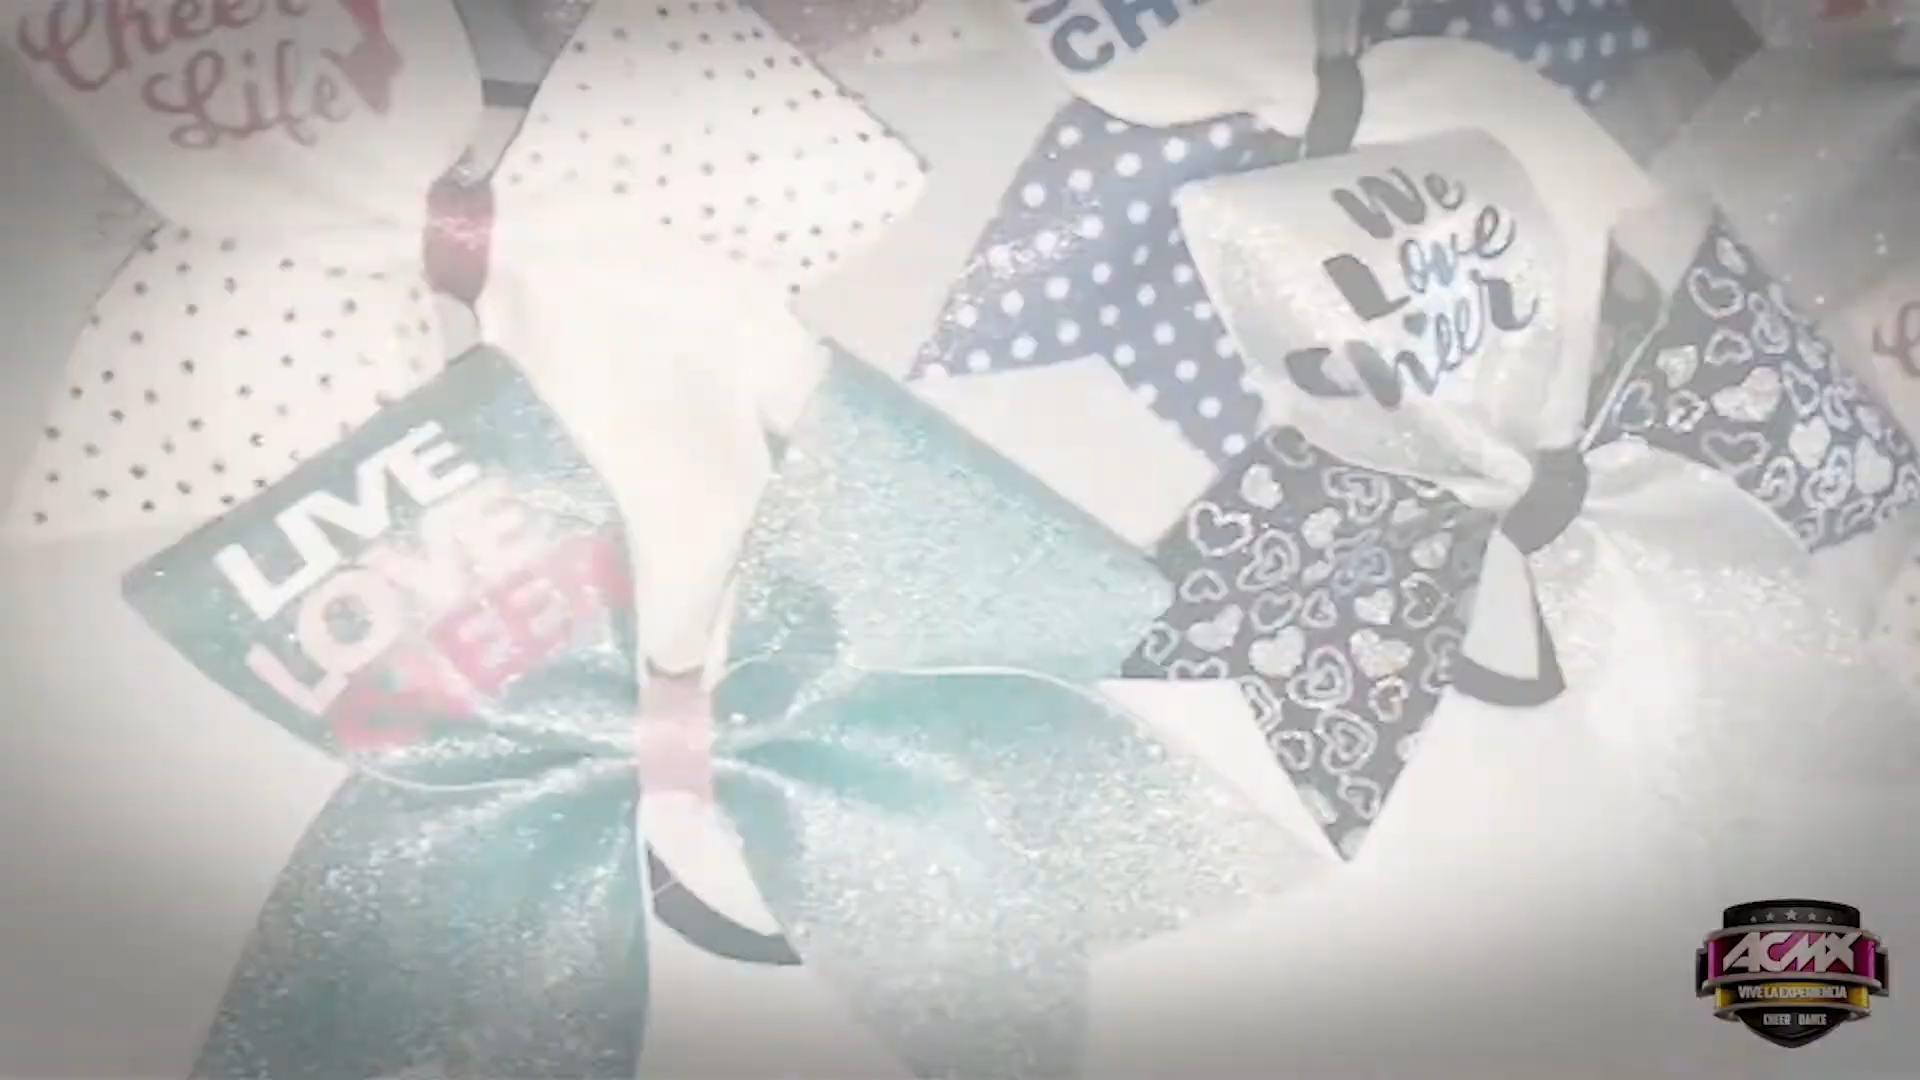 Cheer
Life
CH
We
Love
Cheer
LIVE
LOVE
CHEER
ACMX
VIVE LA EXPERIENCIA
CHEER DANCE